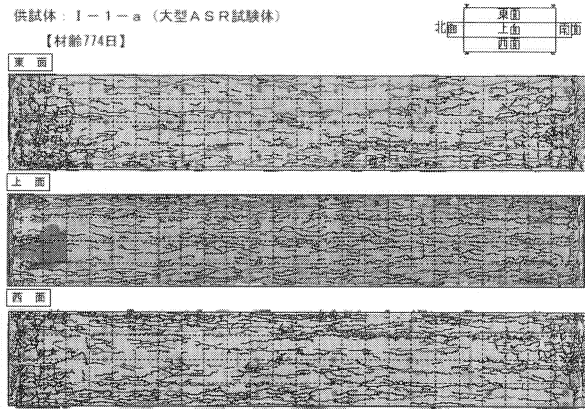 供試体：Ⅰ－１－ａ（大型ＡＳＲ試験体）
【材齢774日】
東面
北面 上面 南面
西面
東 面
上 面
西 面